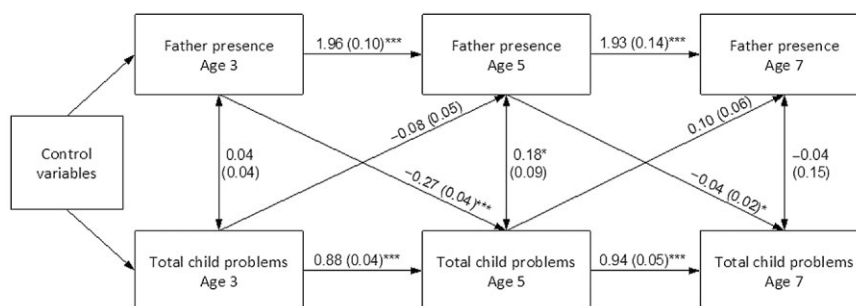 Father presence
Age 3
1.96 (0.10)***
Father presence
Age 5
1.93 (0.14)***
Father presence
Age 7
Control
variables
0.04
(0.04)
−0.08 (0.05)
−0.27 (0.04)***
0.18*
(0.09)
0.10 (0.06)
−0.04 (0.02)*
−0.04
(0.15)
Total child problems
Age 3
0.88 (0.04)***
Total child problems
Age 5
0.94 (0.05)***
Total child problems
Age 7